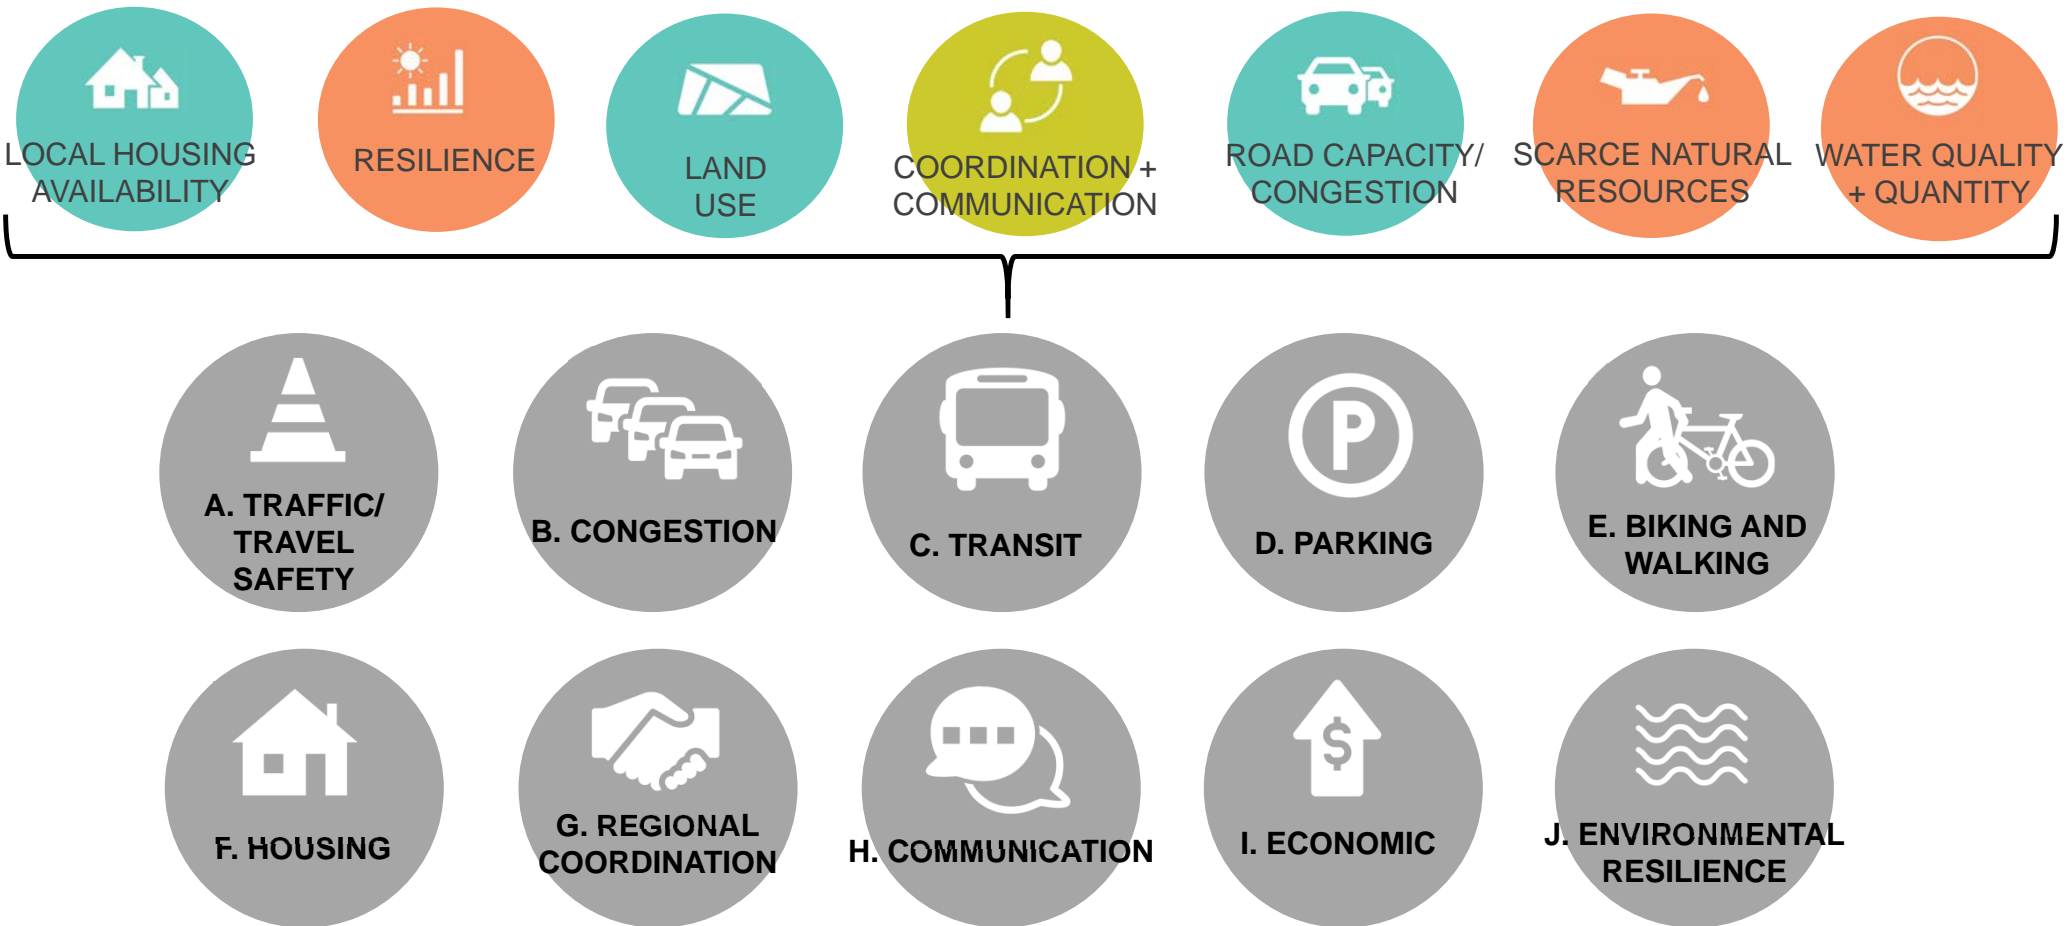 LOCAL HOUSING
AVAILABILITY
RESILIENCE
LAND
USE
COORDINATION +
COMMUNICATION
ROAD CAPACITY/
CONGESTION
SCARCE NATURAL
RESOURCES
WATER QUALITY
+ QUANTITY
A. TRAFFIC/
TRAVEL
SAFETY
B. CONGESTION
C. TRANSIT
P
D. PARKING
E. BIKING AND
WALKING
F. HOUSING
G. REGIONAL
COORDINATION
H. COMMUNICATION
$
I. ECONOMIC
J. ENVIRONMENTAL
RESILIENCE